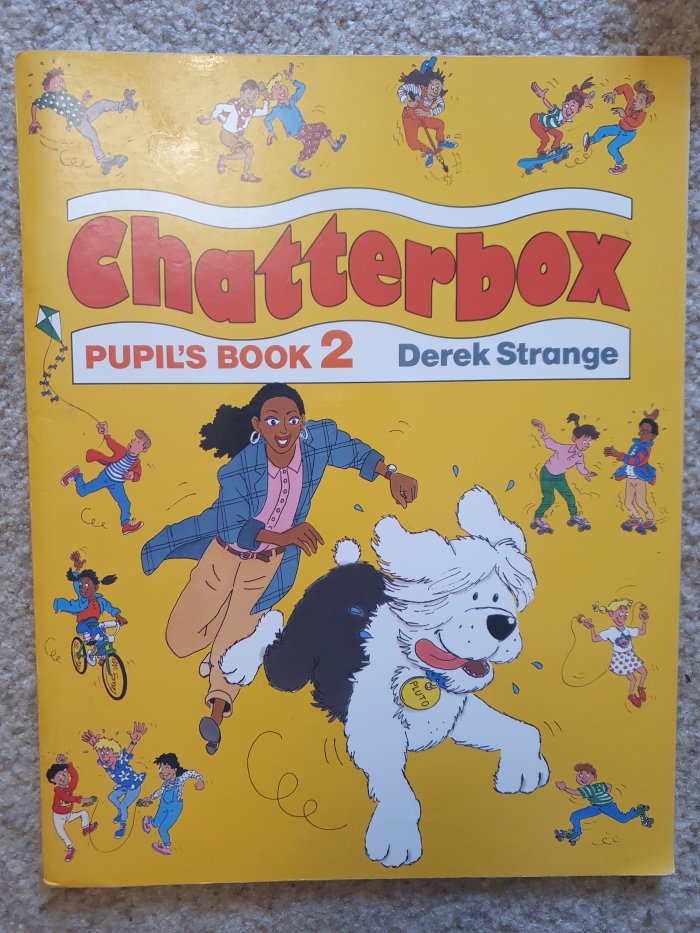 Chatterbox
PUPIL'S BOOK 2 Derek Strange
PLUTO